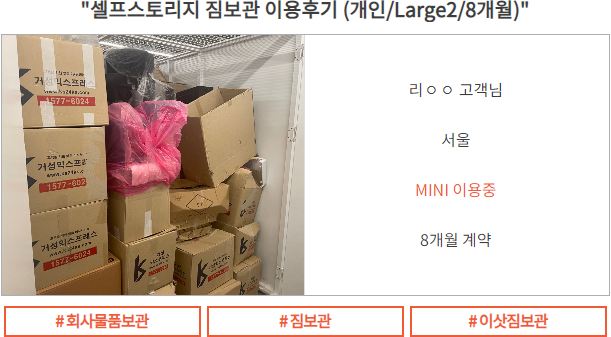 "셀프스토리지 짐보관 이용후기 (개인/Large2/8개월)"
거성익스프레스
www.ks24ex.com
1577-6024
거성익스프레스
1577-602
거성익스프레스
1577-6024
리ㅇㅇ 고객님
서울
MINI 이용중
8개월 계약
#회사물품보관
#짐보관
#이삿짐보관